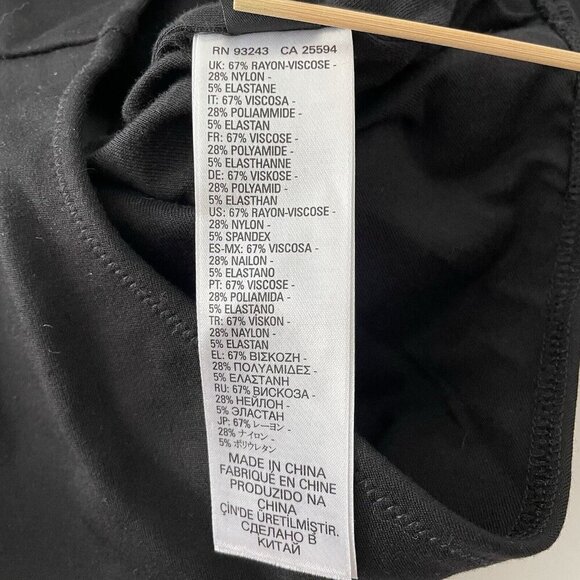 RN 93243 CA 25594
UK: 67% RAYON-VISCOSE -
28% NYLON -
5% ELASTANE
IT: 67% VISCOSA -
28% POLIAMMIDE -
5% ELASTAN
FR: 67% VISCOSE -
28% POLYAMIDE -
5% ELASTHANNE
DE: 67% VISKOSE -
28% POLYAMID -
5% ELASTHAN
US: 67% RAYON-VISCOSE -
28% NYLON -
5% SPANDEX
ES-MX: 67% VISCOSA -
28% NAILON -
5% ELASTANO
PT: 67% VISCOSE -
28% POLIAMIDA -
5% ELASTANO
TR: 67% VİSKON -
28% NAYLON -
5% ELASTAN
EL: 67% ΒΙΣΚΟΖΗ -
28% ΠΟΛΥΑΜΙΔΕΣ -
5% ΕΛΑΣΤΑΝΗ
RU: 67% ВИСКОЗА -
28% НЕЙЛОН -
5% ЭЛАСТАН
JP: 67% レーヨン -
28% ナイロン -
5% ポリウレタン
MADE IN CHINA
FABRIQUÉ EN CHINE
PRODUZIDO NA
CHINA
ÇİN'DE ÜRETİLMİŞTİR.
СДЕЛАНО В
КИТАЙ